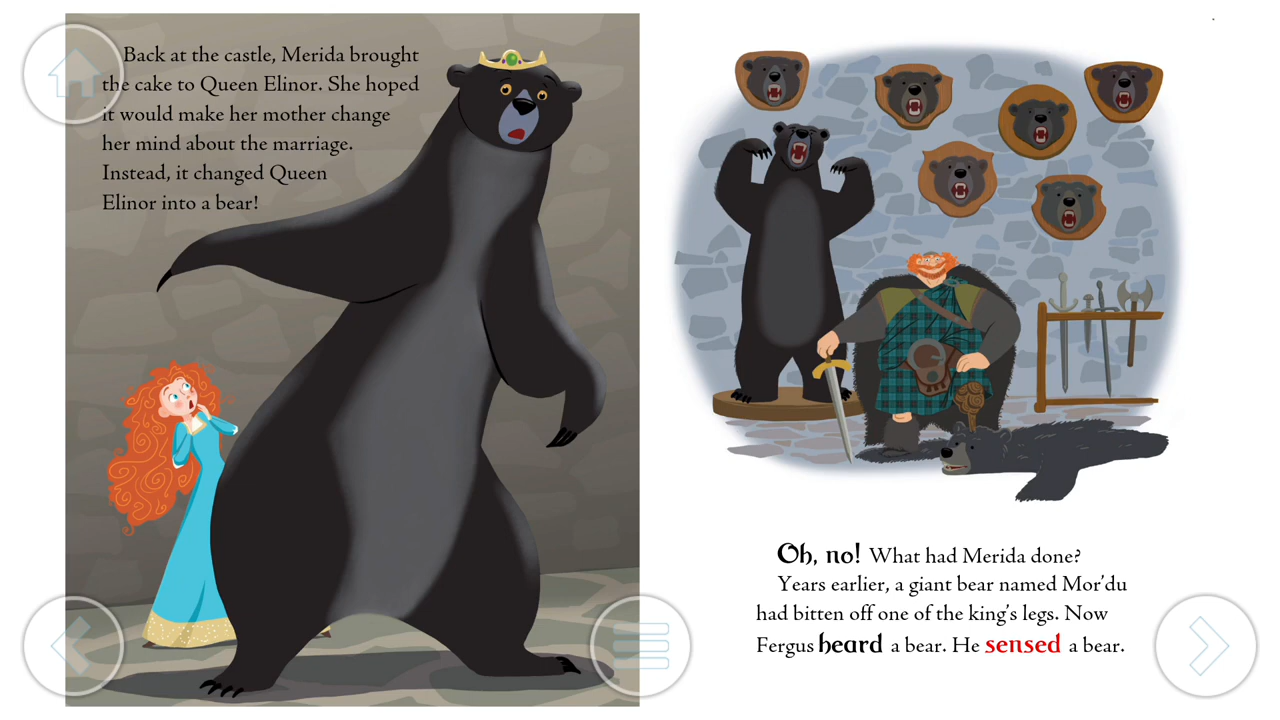 Back at the castle, Merida brought
the cake to Queen Elinor. She hoped
it would make her mother change
her mind about the marriage.
Instead, it changed Queen
Elinor into a bear!
Oh, no! What had Merida done?
Years earlier, a giant bear named Mor’du
had bitten off one of the king’s legs. Now
Fergus heard a bear. He sensed a bear.